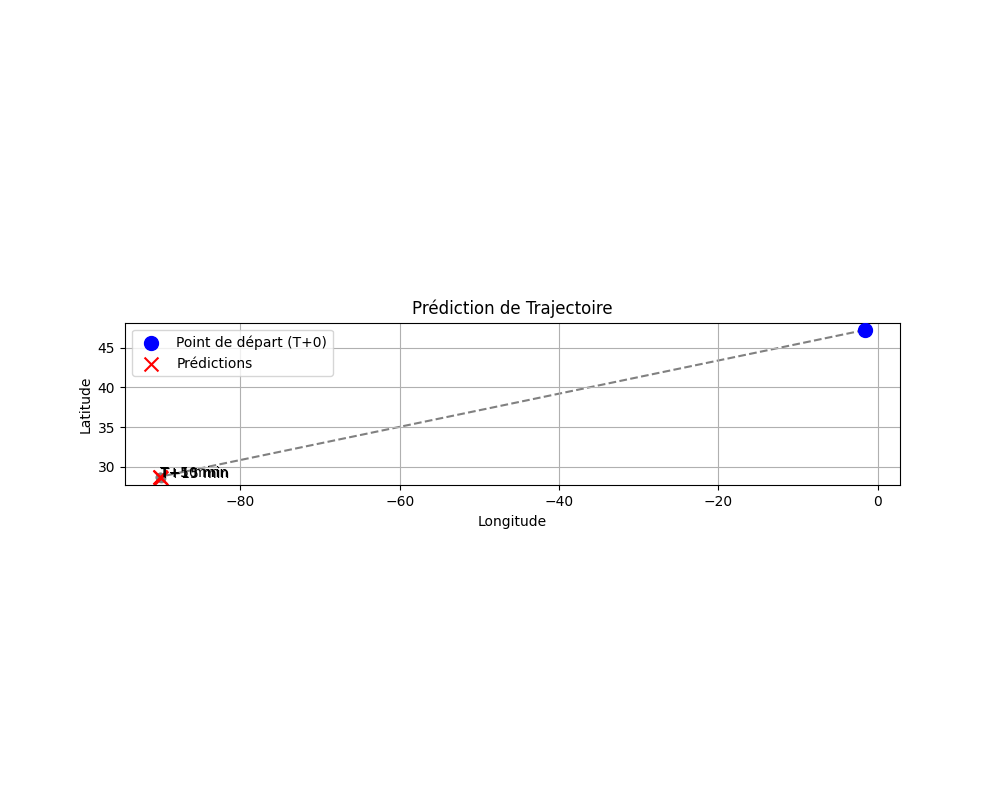 Prédiction de Trajectoire
Point de départ (T+0)
Prédictions
45
40
35
30
Latitude
min
−80
−60
−40
−20
0
Longitude